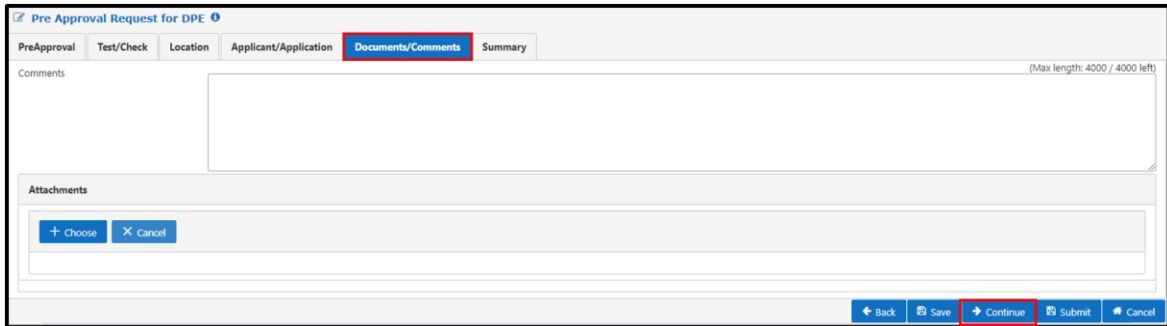 Pre Approval Request for DPE
PreApproval Test/Check Location Applicant/Application Documents/Comments Summary
(Max length: 4000 / 4000 left)
Comments
Attachments
+ Choose X Cancel
Back Save Continue Submit Cancel